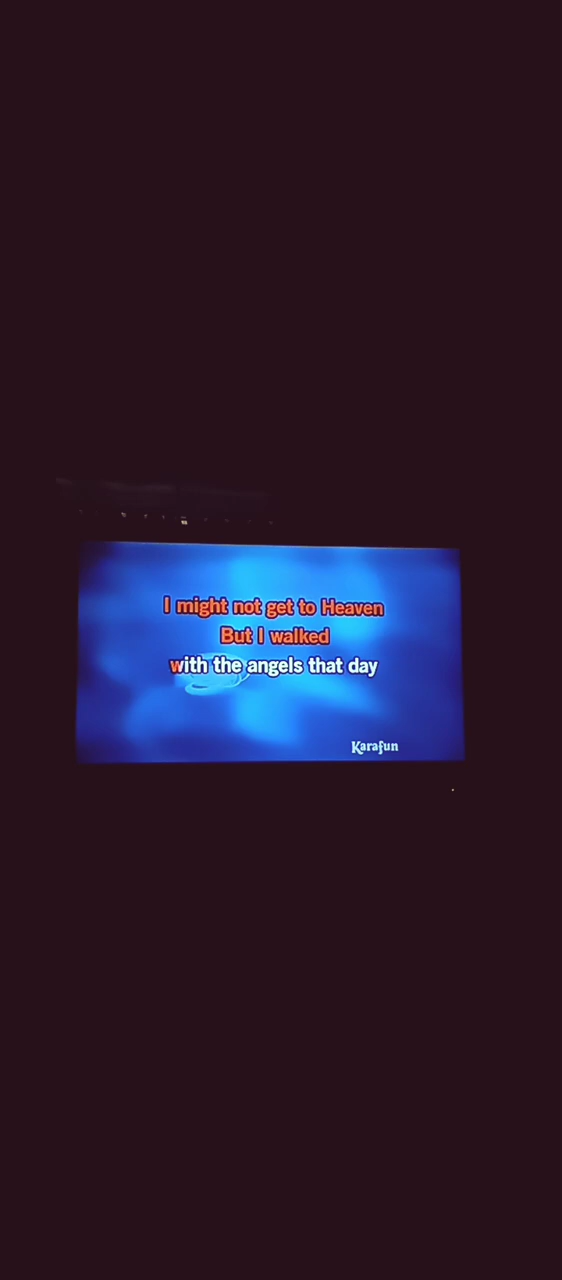 I might not get to Heaven
But I walked
with the angels that day
Karafun